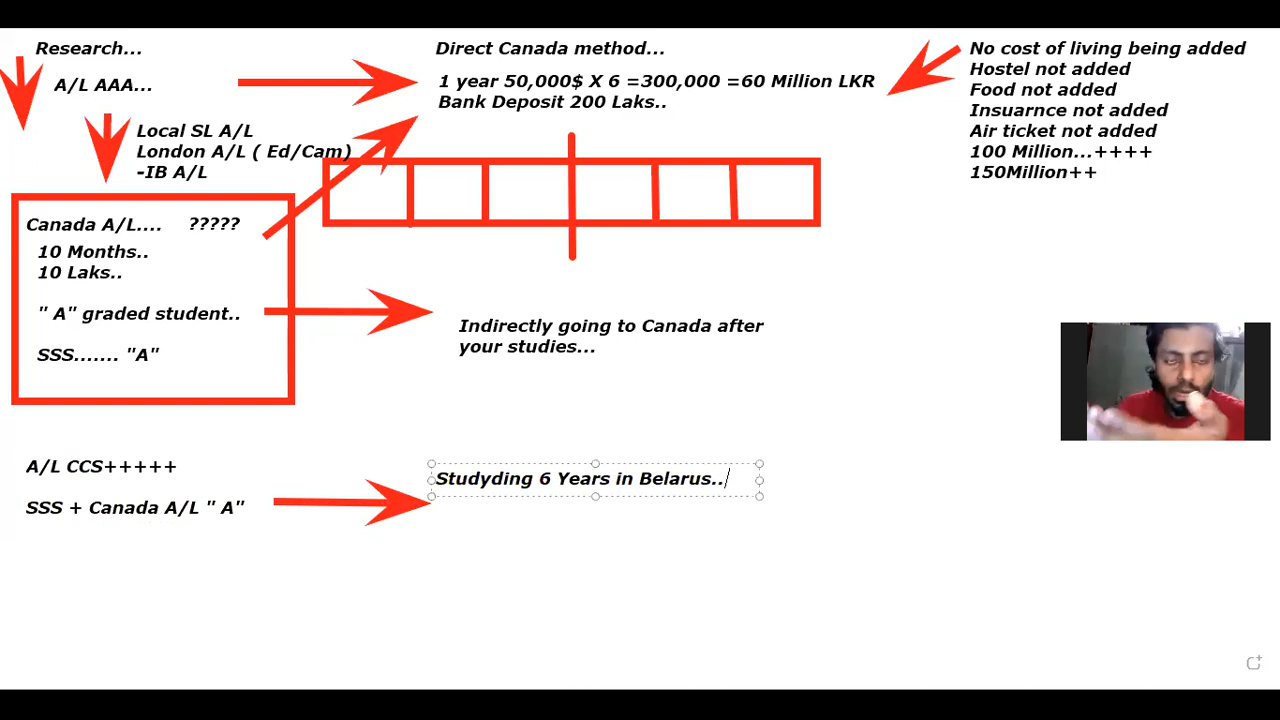 Research...
A/L AAA...
Local SL A/L
London A/L ( Ed/Cam)
-IB A/L
Canada A/L.... ?????
10 Months..
10 Laks..
" A" graded student..
SSS....... "A"
A/L CCS+++++
SSS + Canada A/L " A"
Direct Canada method...
1 year 50,000$ X 6 =300,000 =60 Million LKR
Bank Deposit 200 Laks..
Indirectly going to Canada after
your studies...
Studyding 6 Years in Belarus..
No cost of living being added
Hostel not added
Food not added
Insuarnce not added
Air ticket not added
100 Million...++++
150Million++